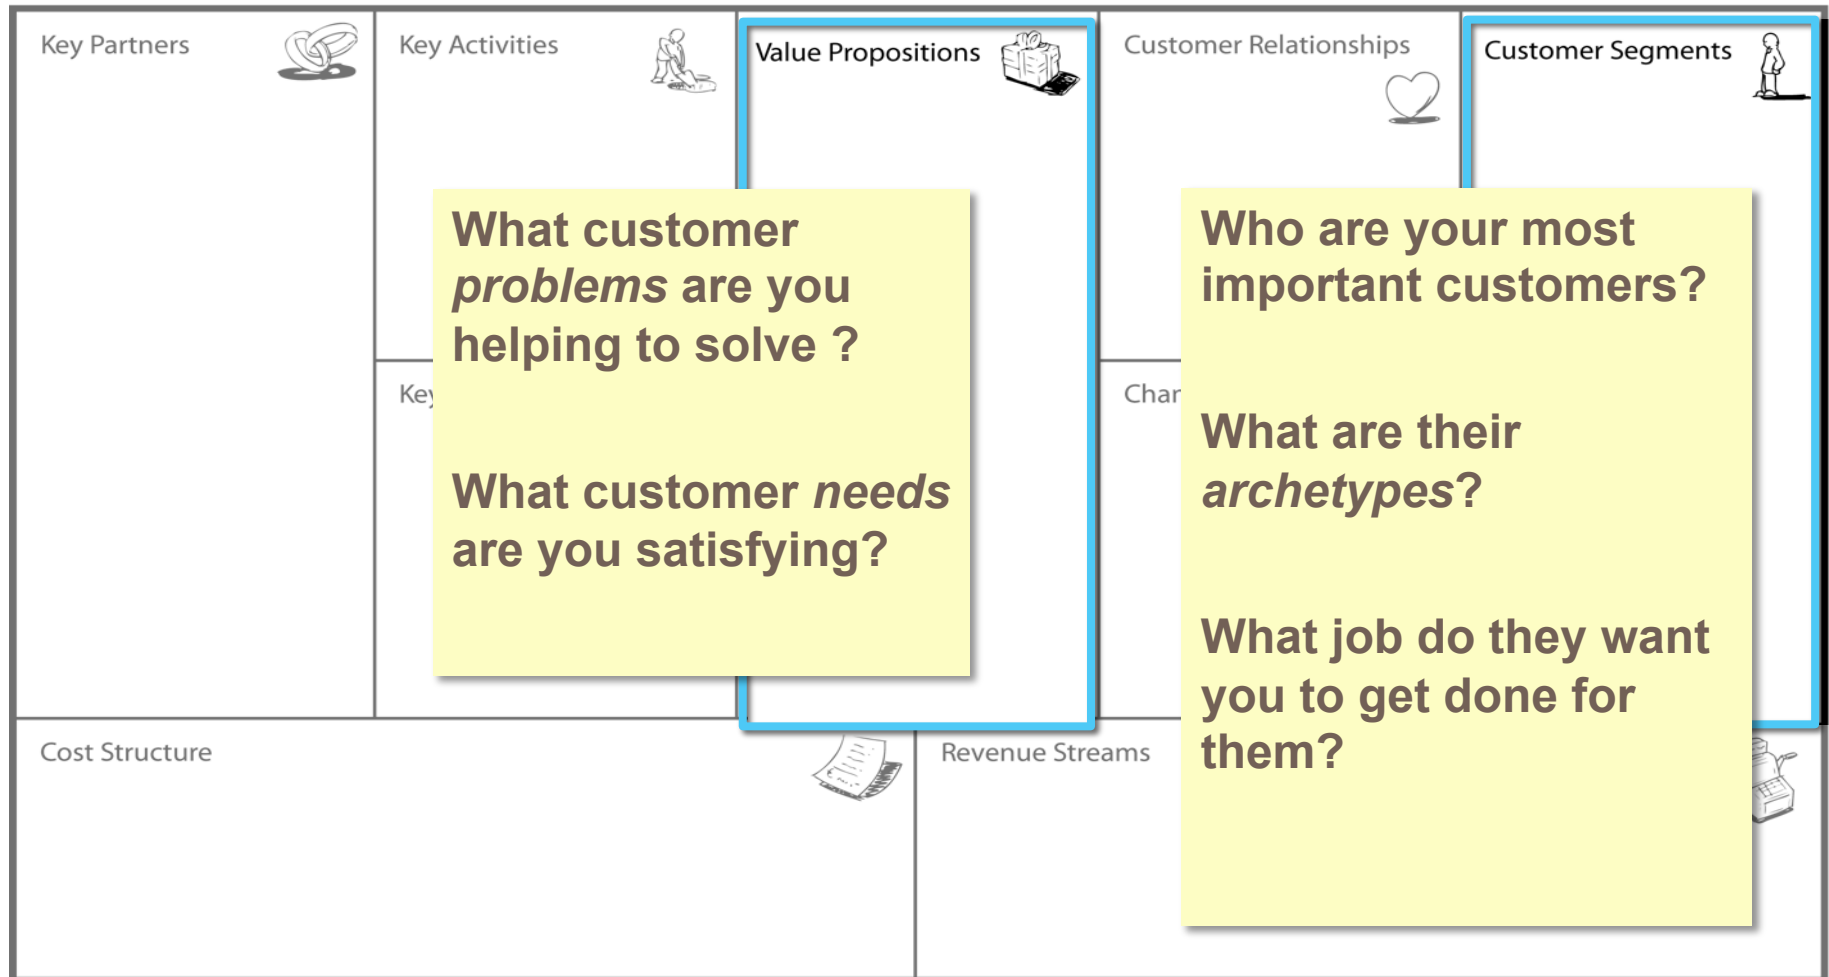 Key Partners
Key Activities
Value Propositions
Customer Relationships
Customer Segments
What customer
problems are you
helping to solve ?
What customer needs
are you satisfying?
Who are your most
important customers?
What are their
archetypes?
What job do they want
you to get done for
them?
Key
Cost Structure
Revenue Streams